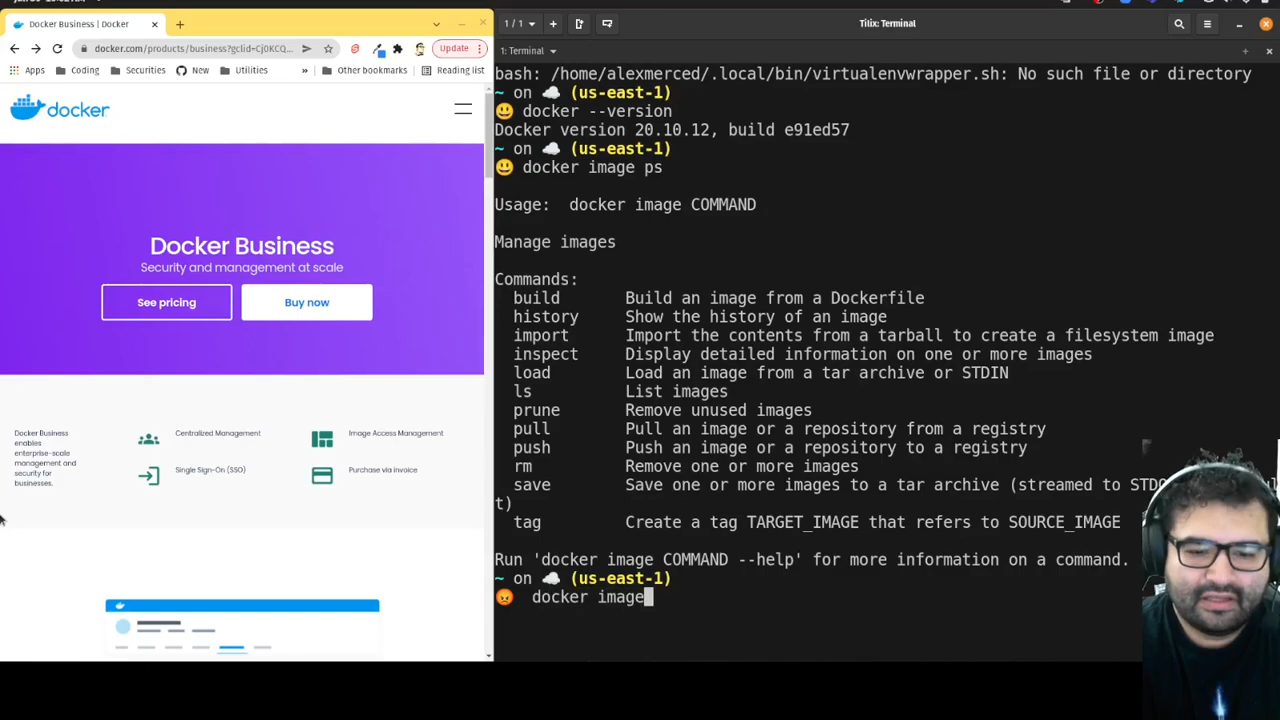 Docker Business | Docker
docker.com/products/business?gclid=Cj0KCQ...
Update
Apps
Coding
Securities
New
Utilities
»
Other bookmarks
Reading list
docker
Docker Business
Security and management at scale
See pricing
Buy now
Docker Business
enables
enterprise-scale
management and
security for
businesses.
Centralized Management
Image Access Management
Single Sign-On (SSO)
Purchase via invoice
1 / 1
Tilix: Terminal
1: Terminal
bash: /home/alexmerced/.local/bin/virtualenvwrapper.sh: No such file or directory
~ on ☁️ (us-east-1)
😃 docker --version
Docker version 20.10.12, build e91ed57
~ on ☁️ (us-east-1)
😃 docker image ps
Usage:  docker image COMMAND
Manage images
Commands:
build       Build an image from a Dockerfile
history     Show the history of an image
import      Import the contents from a tarball to create a filesystem image
inspect     Display detailed information on one or more images
load        Load an image from a tar archive or STDIN
ls          List images
prune       Remove unused images
pull        Pull an image or a repository from a registry
push        Push an image or a repository to a registry
rm          Remove one or more images
save        Save one or more images to a tar archive (streamed to
t)
tag         Create a tag TARGET_IMAGE that refers to SOURCE_IMAGE
Run 'docker image COMMAND --help' for more information on a command.
~ on ☁️ (us-east-1)
😡 docker image